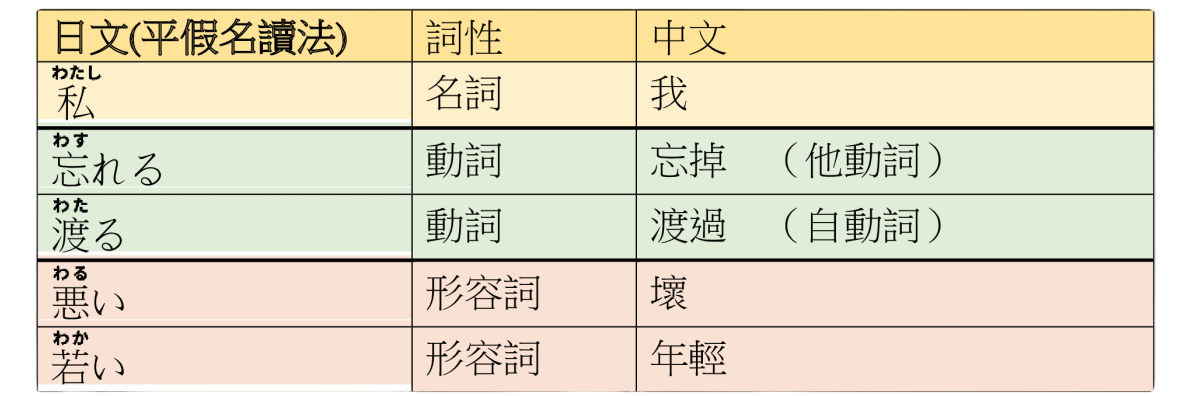 日文(平假名讀法) 詞性 中文
わたし
私 名詞 我
わす
忘れる 動詞 忘掉 （他動詞）
わた
渡る 動詞 渡過 （自動詞）
わる
悪い 形容詞 壞
わか
若い 形容詞 年輕